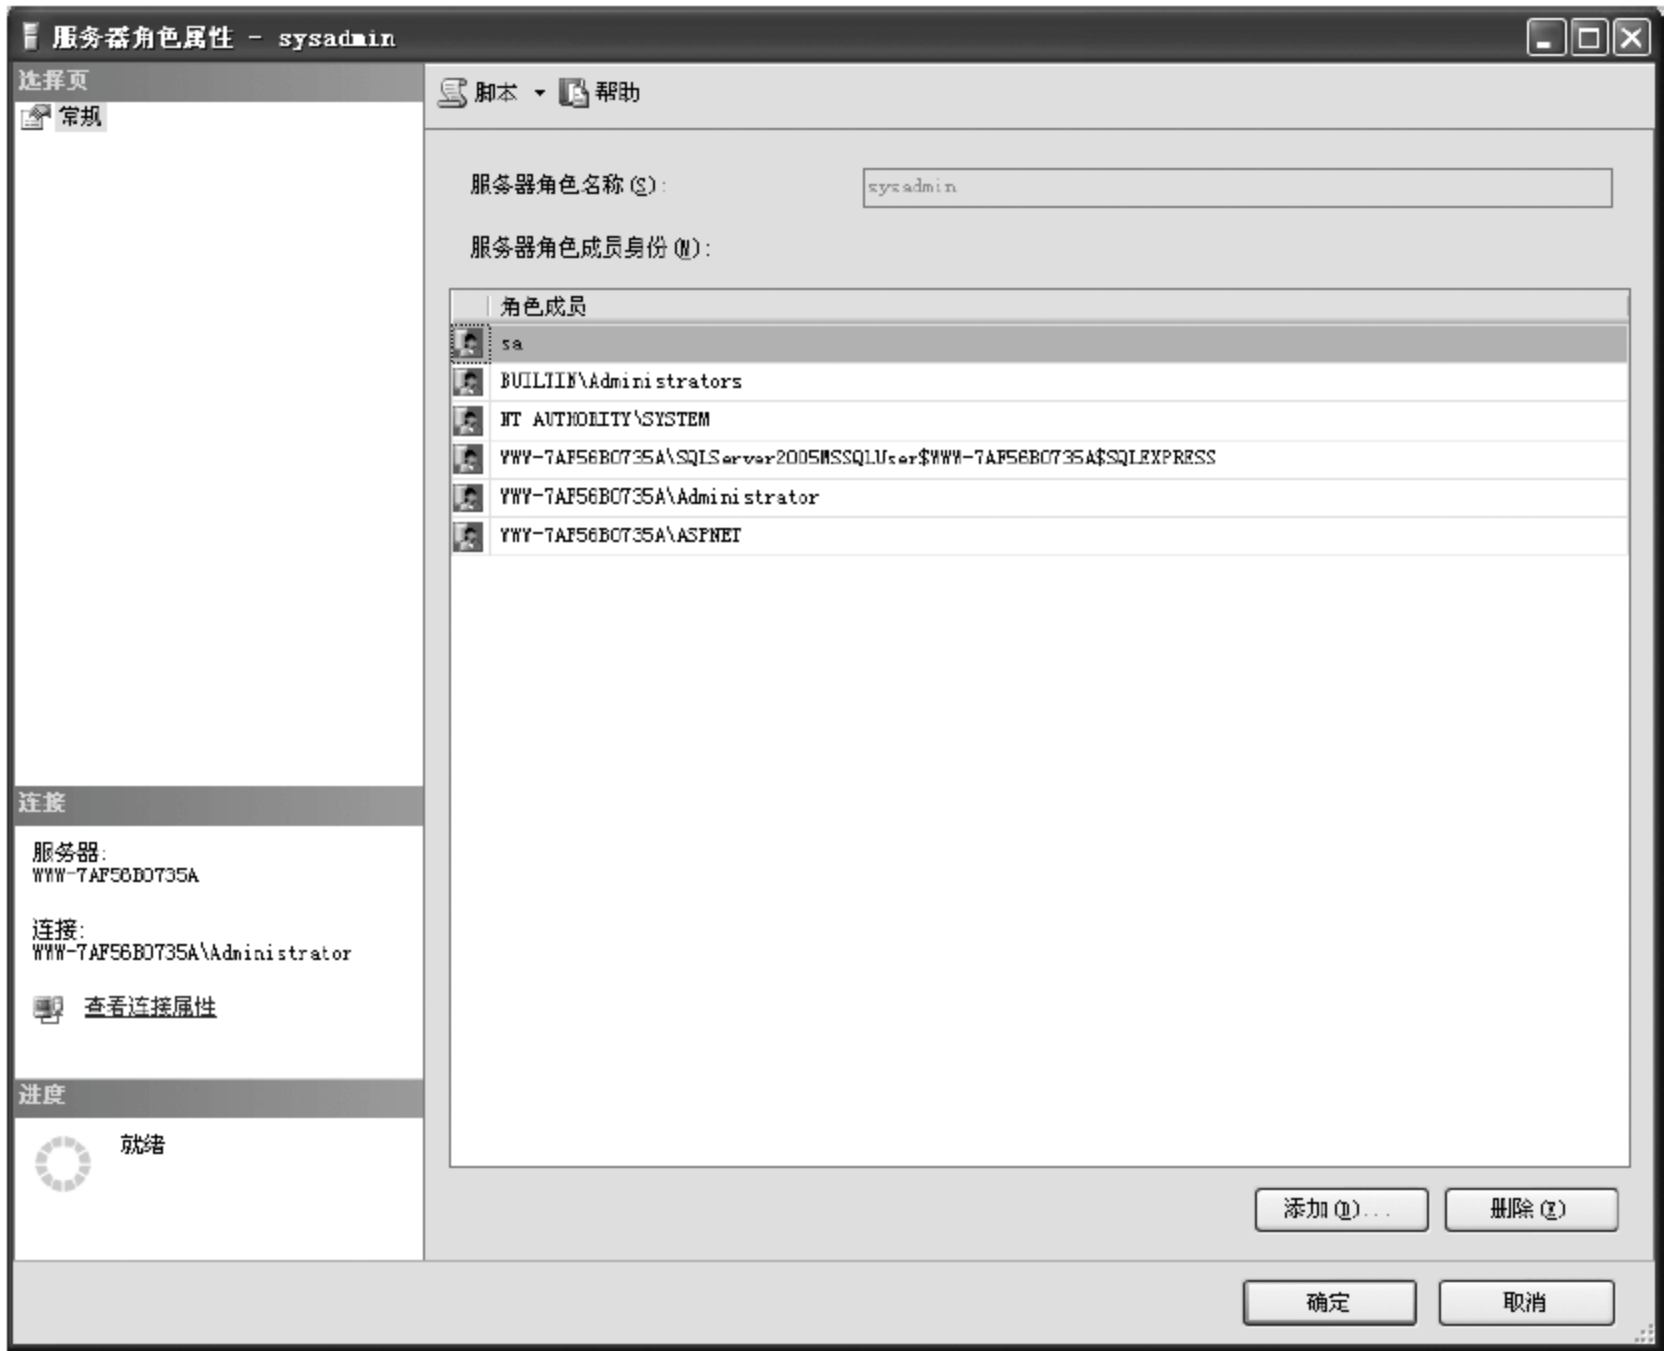 服务器角色属性 - sysadmin
选择页
常规
脚本
帮助
服务器角色名称(S):
sysadmin
服务器角色成员身份(M):
角色成员
sa
BUILTIN\Administrators
NT AUTHORITY\SYSTEM
WWW-7AF56B0735A\SQLServer2005MSSQLUser$WWW-7AF56B0735A$SQLEXPRESS
WWW-7AF56B0735A\Administrator
WWW-7AF56B0735A\ASPNET
连接
服务器:
WWW-7AF56B0735A
连接:
WWW-7AF56B0735A\Administrator
查看连接属性
进度
就绪
添加(D)...
删除(R)
确定
取消